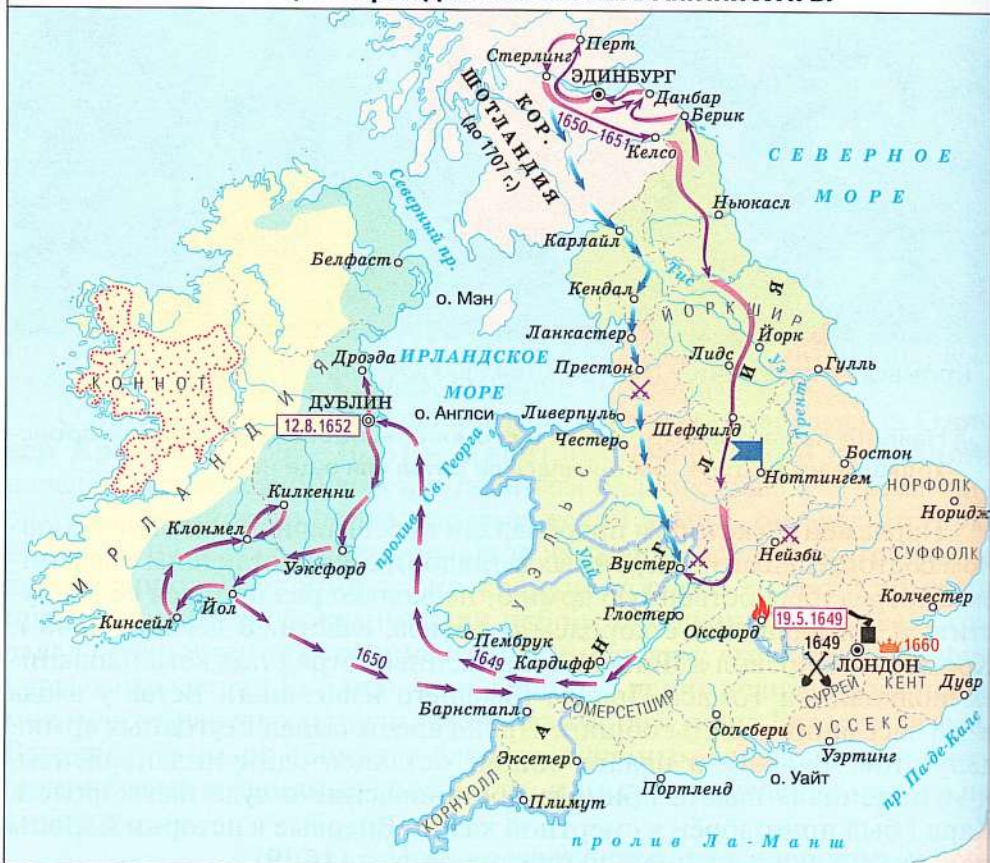 Перт
Стерлинг
ЭДИНБУРГ
Данбар
Берик
1650—1651
Келсо
КОР.
ШОТЛАНДИЯ
(до 1707 г.)
СЕВЕРНОЕ
МОРЕ
Северный пр.
Ньюкасл
Карлайл
Белфаст
Тис
о. Мэн
Кендал
ЙОРКШИР
Ланкастер
Йорк
Лидс
Уз
Гулль
Престон
Дрозда
ИРЛАНДСКОЕ
МОРЕ
КОННОТ
ДУБЛИН
12.8.1652
о. Англси
Ливерпуль
Шеффилд
Трент
Честер
Бостон
Ноттингем
НОРФОЛК
Норидж
ИРЛАНДИЯ
Килкенни
Клонмел
пролив Св. Георга
УЭЛЬС
Нейзби
СУФФОЛК
Уай
Вустер
Уэксфорд
Йол
Кинсейл
Глостер
Колчестер
Оксфорд
19.5.1649
1649
1660
ЛОНДОН
Пембрук
1649
Кардифф
1650
СУРРЕЙ
КЕНТ
Дувр
Барнстапл
СОМЕРСЕТШИР
Солсбери
СУССЕКС
Уэртинг
АНГЛИЯ
Эксетер
о. Уайт
Портленд
КОРНУОЛЛ
Плимут
пр. Па-де-Кале
пролив Ла-Манш